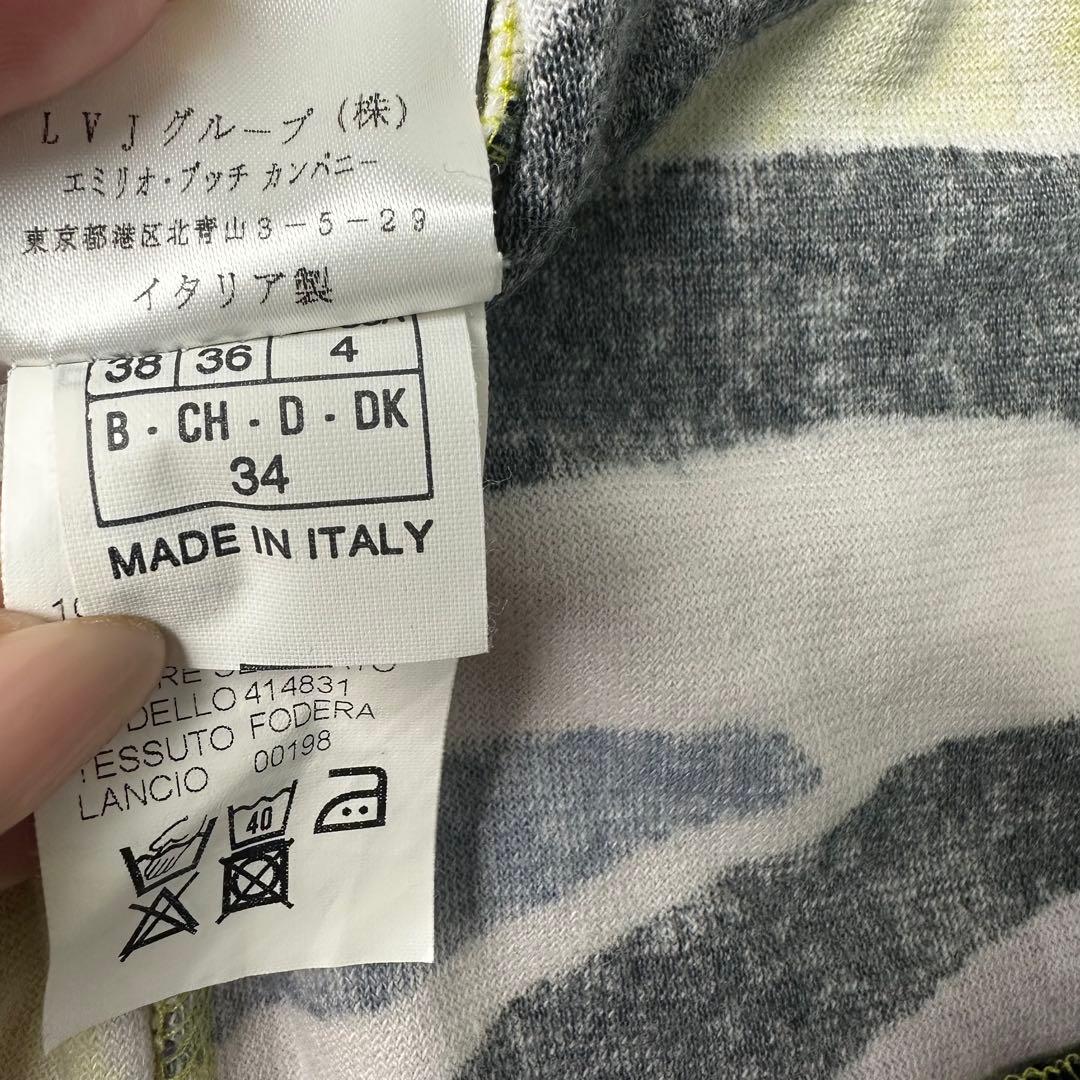 LVJグループ(株)
エミリオ・プッチ カンパニー
東京都港区北青山3-5-29
イタリア製
38 36 4
B · CH · D · DK
34
MADE IN ITALY
414831
TESSUTO FODERA
LANCIO 00198
40